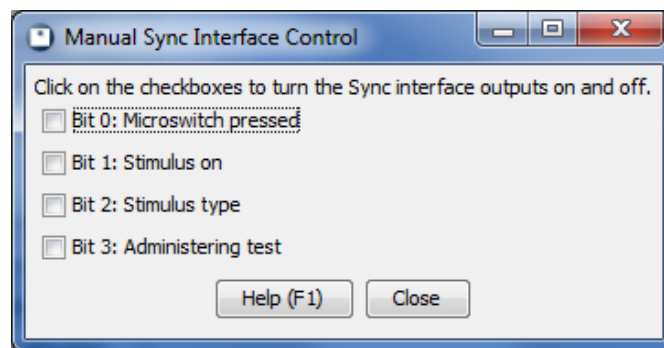 Manual Sync Interface Control
Click on the checkboxes to turn the Sync interface outputs on and off.
Bit 0: Microswitch pressed
Bit 1: Stimulus on
Bit 2: Stimulus type
Bit 3: Administering test
Help (F1) Close